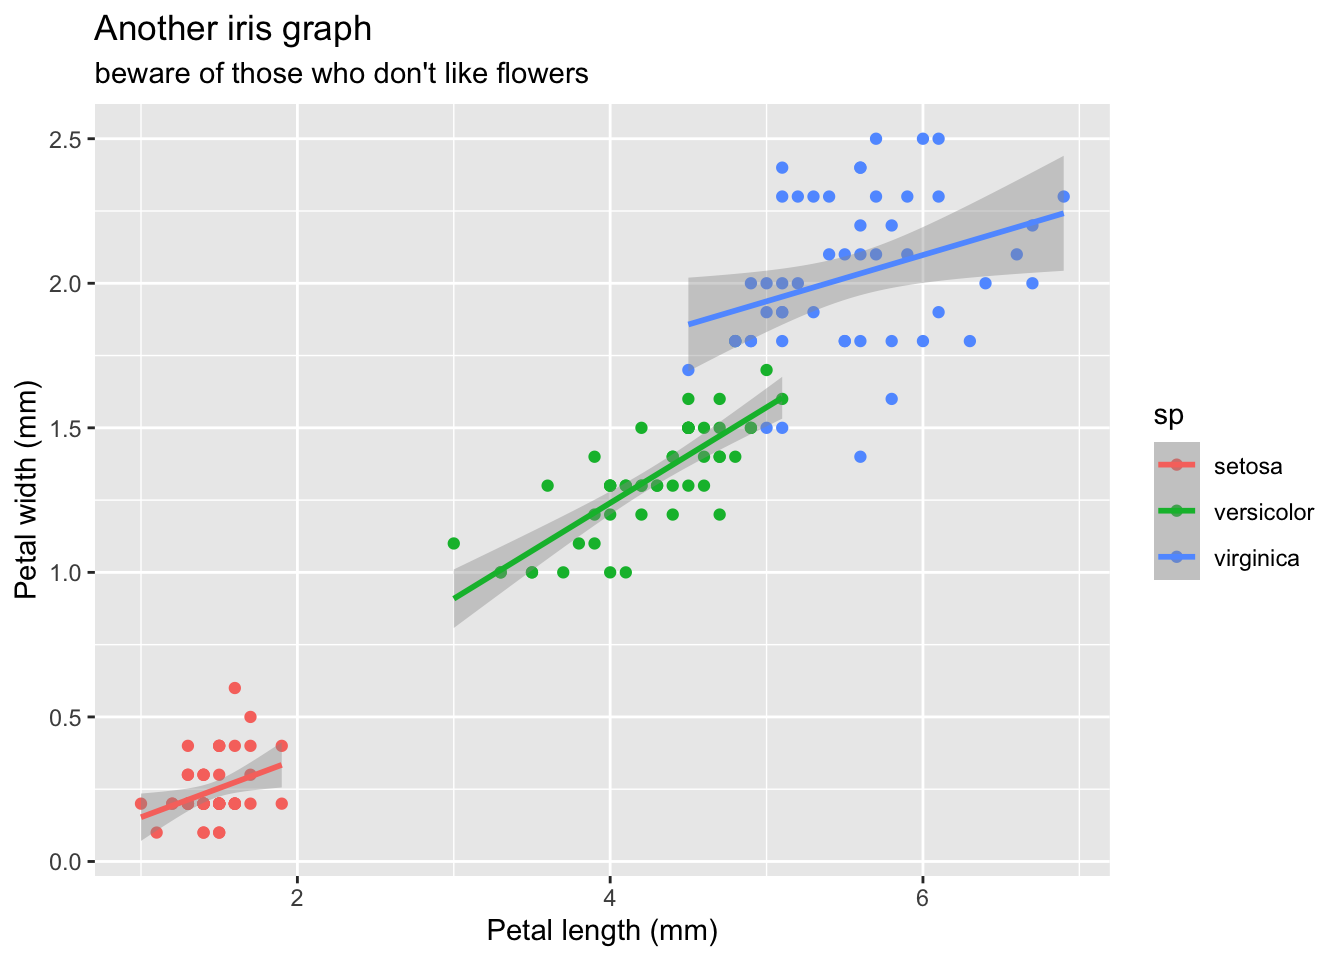 Another iris graph
beware of those who don't like flowers
2.5
2.0
1.5
1.0
0.5
0.0
Petal width (mm)
2 4 6
Petal length (mm)
sp
setosa
versicolor
virginica